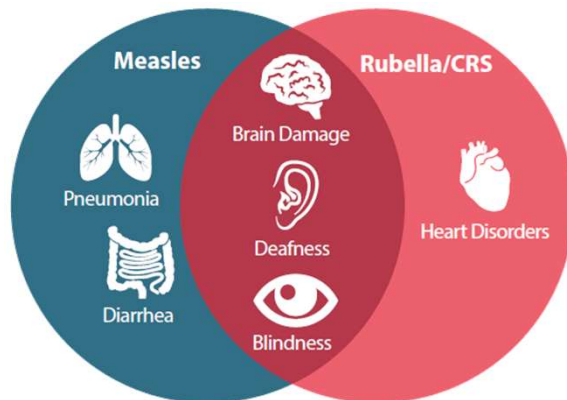 Measles
Rubella/CRS
Brain Damage
Pneumonia
Deafness
Heart Disorders
Diarrhea
Blindness